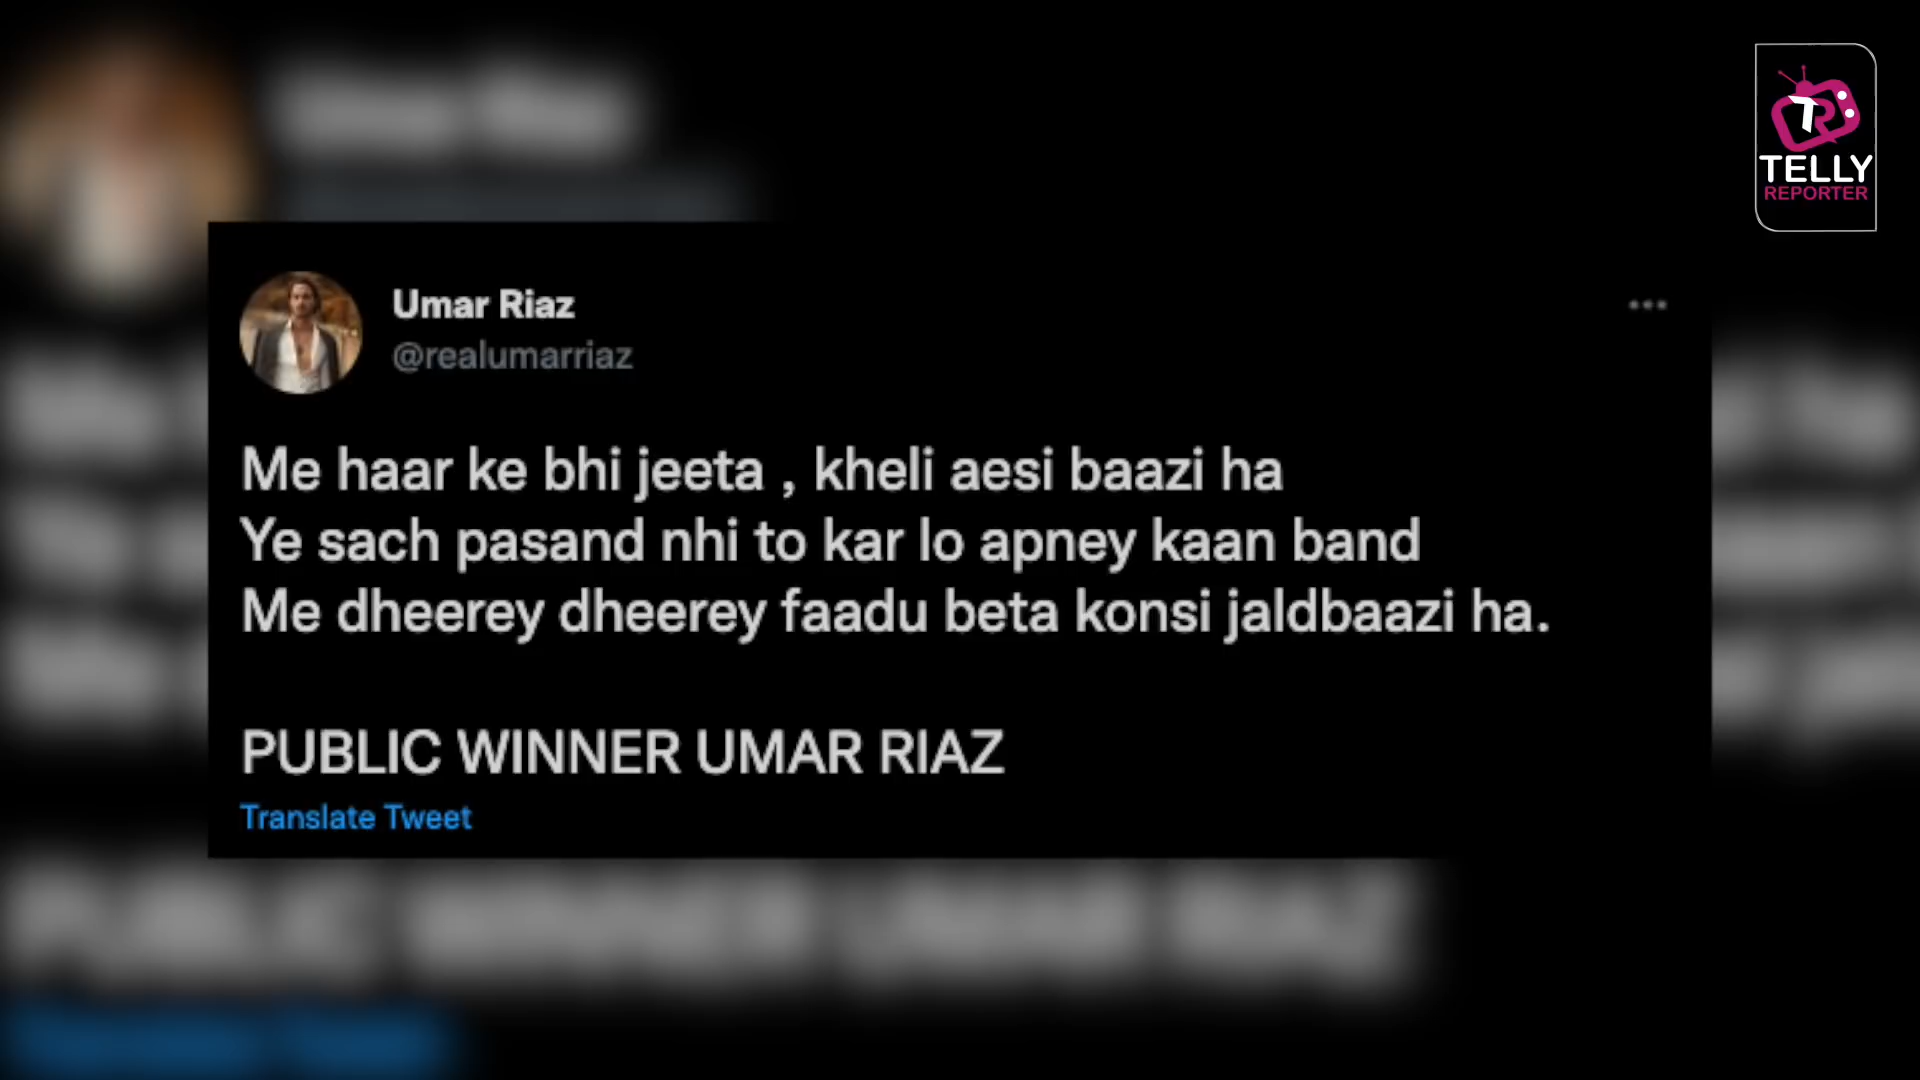 TR
TELLY
REPORTER
Umar Riaz
@realumarriaz
Me haar ke bhi jeeta , kheli aesi baazi ha
Ye sach pasand nhi to kar lo apney kaan band
Me dheerey dheerey faadu beta konsi jaldbaazi ha.
PUBLIC WINNER UMAR RIAZ
Translate Tweet